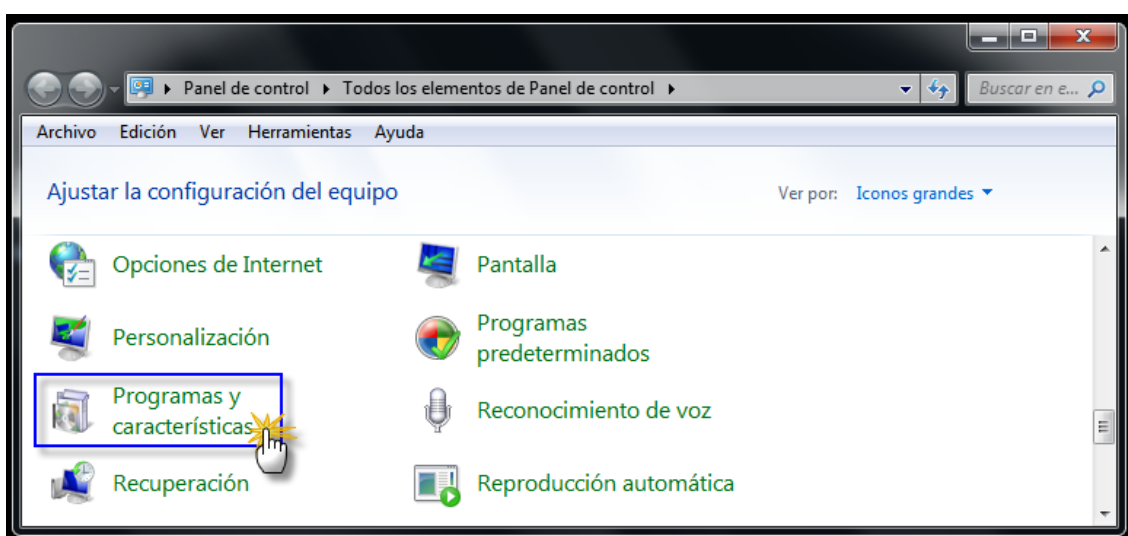 Panel de control Todos los elementos de Panel de control Buscar en e...
Archivo Edición Ver Herramientas Ayuda
Ajustar la configuración del equipo Ver por: Iconos grandes
Opciones de Internet
Pantalla
Personalización
Programas
predeterminados
Programas y
características
Reconocimiento de voz
Recuperación
Reproducción automática